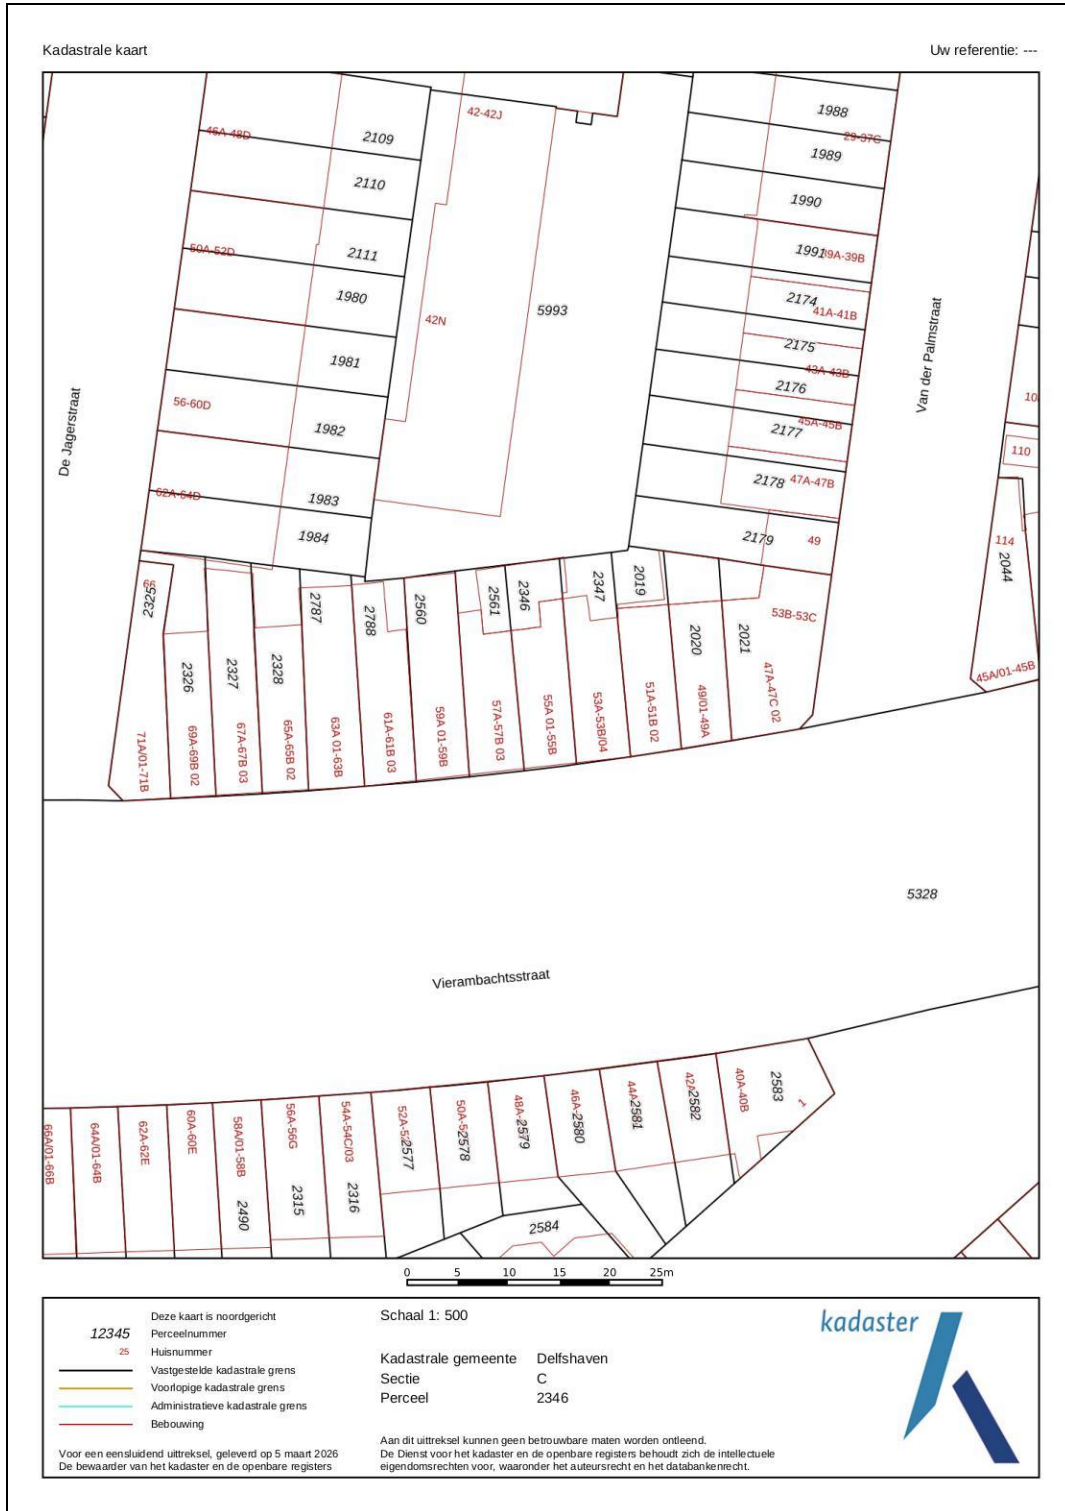 Kadastrale kaart
Uw referentie: ---
42-42J
1988
46A-48D
2109
29-37C
1989
2110
1990
50A-52D
2111
1991
39A-39B
1980
2174
41A-41B
5993
42N
2175
1981
43A-43B
2176
Van der Palmstraat
56-60D
10
De Jagerstraat
1982
45A-45B
2177
110
2178
47A-47B
62A-64D
1983
1984
2179
49
114
2044
66
2325
2787
2788
2560
2561
2346
2347
2019
53B-53C
2326
2327
2328
2020
2021
45A/01-45B
71A/01-71B
69A-69B 02
67A-67B 03
65A-65B 02
63A 01-63B
61A-61B 03
59A 01-59B
57A-57B 03
55A 01-55B
53A-53B/04
51A-51B 02
49/01-49A
47A-47C 02
5328
Vierambachtsstraat
66A/01-66B
64A/01-64B
62A-62E
60A-60E
58A/01-58B
2490
56A-56G
2315
54A-54C/03
2316
52A-5
2577
50A-5
2578
48A-
2579
46A-
2580
44A
2581
42A
2582
40A-40B
2583
1
2584
0 5 10 15 20 25m
Deze kaart is noordgericht
12345 Perceelnummer
25 Huisnummer
Vastgestelde kadastrale grens
Voorlopige kadastrale grens
Administratieve kadastrale grens
Bebouwing
Voor een eensluidend uittreksel, geleverd op 5 maart 2026
De bewaarder van het kadaster en de openbare registers
Schaal 1: 500
Kadastrale gemeente Delfshaven
Sectie C
Perceel 2346
Aan dit uittreksel kunnen geen betrouwbare maten worden ontleend.
De Dienst voor het kadaster en de openbare registers behoudt zich de intellectuele
eigendomsrechten voor, waaronder het auteursrecht en het databankenrecht.
kadaster